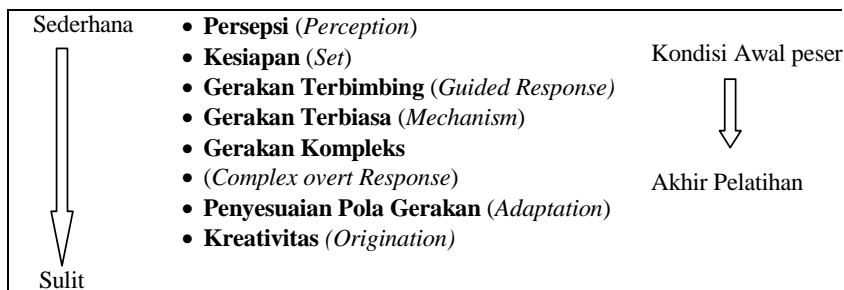 Sederhana
• Persepsi (Perception)
• Kesiapan (Set)
• Gerakan Terbimbing (Guided Response)
• Gerakan Terbiasa (Mechanism)
• Gerakan Kompleks
• (Complex overt Response)
• Penyesuaian Pola Gerakan (Adaptation)
• Kreativitas (Origination)
Sulit
Kondisi Awal peser
Akhir Pelatihan